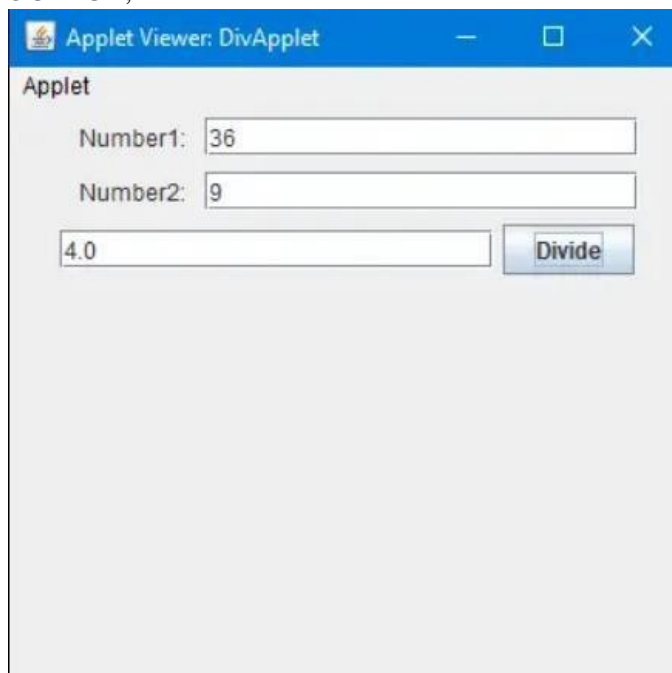 Applet Viewer: DivApplet
Applet
Number1: 36
Number2: 9
4.0 Divide